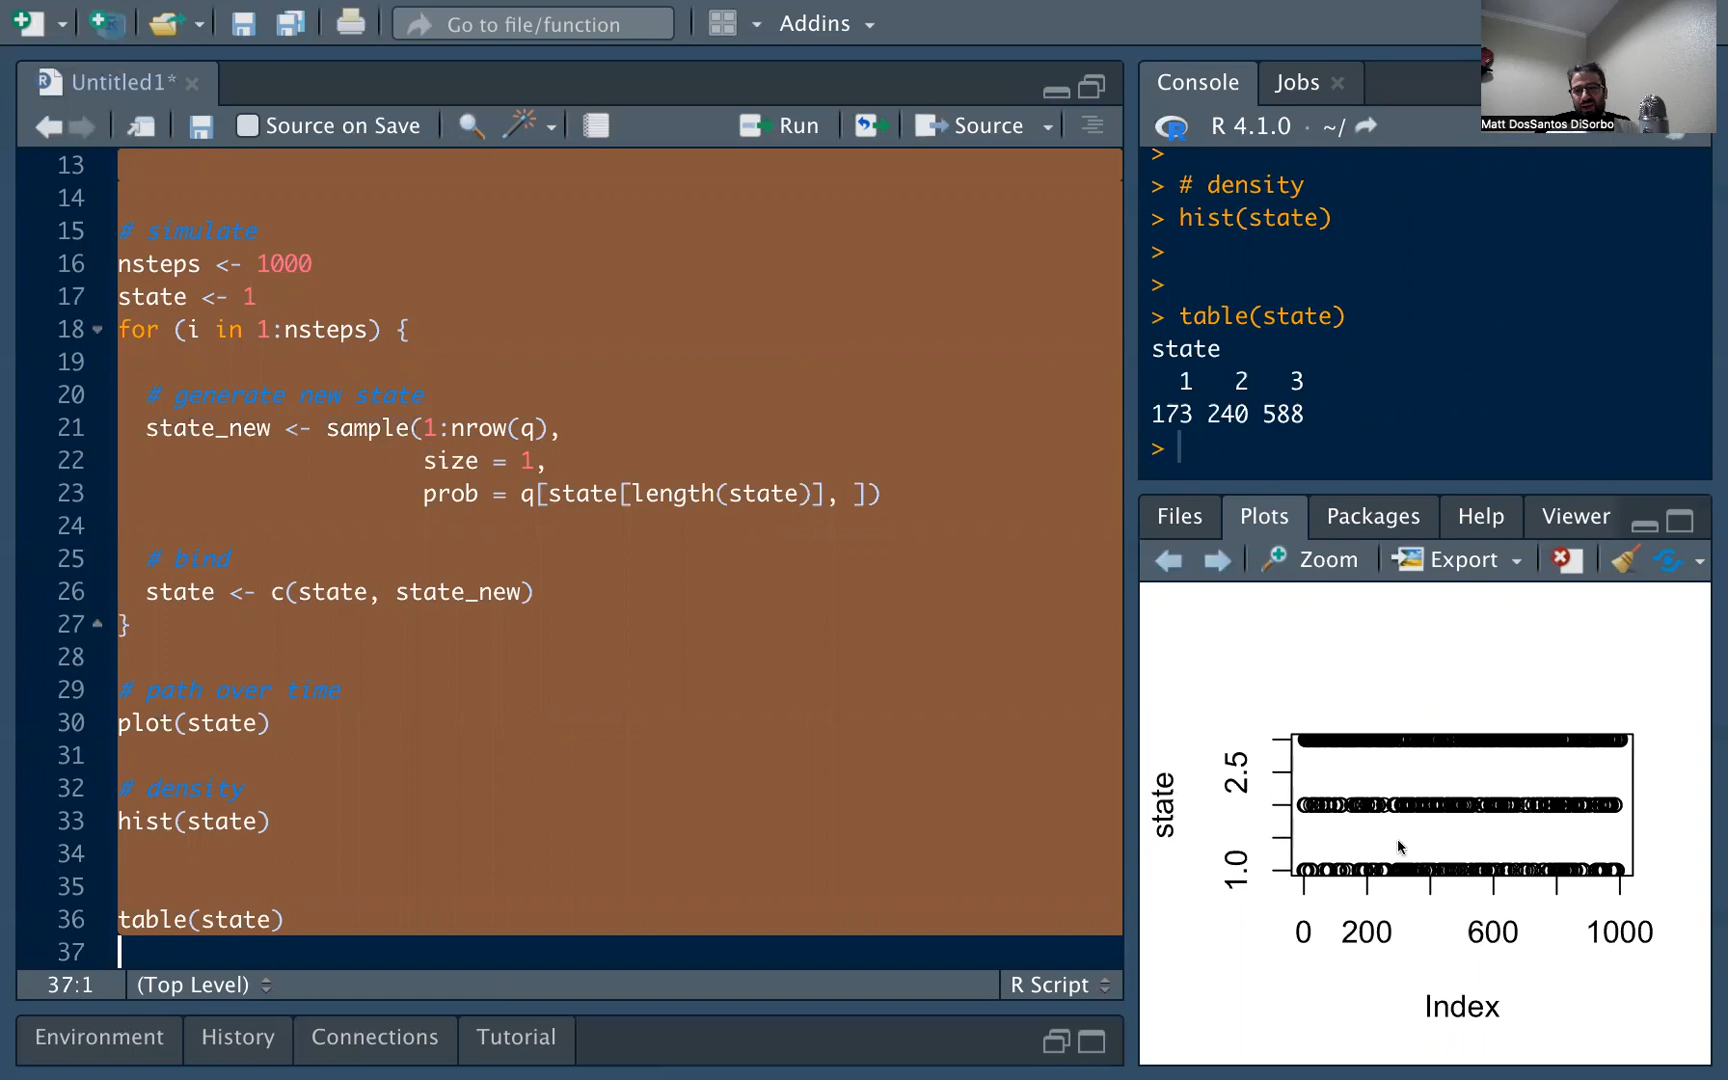 Go to file/function
Addins
Matt DosSantos DiSorbo
Untitled1*
Source on Save
Run
Source
13
14
15 # simulate
16 nsteps <- 1000
17 state <- 1
18 for (i in 1:nsteps) {
19
20 # generate new state
21 state_new <- sample(1:nrow(q),
22 size = 1,
23 prob = q[state[length(state)], ])
24
25 # bind
26 state <- c(state, state_new)
27 }
28
29 # path over time
30 plot(state)
31
32 # density
33 hist(state)
34
35
36 table(state)
37
37:1 (Top Level) R Script
Environment History Connections Tutorial
Console Jobs
R 4.1.0 · ~/
>
> # density
> hist(state)
>
>
> table(state)
state
1 2 3
173 240 588
>
Files Plots Packages Help Viewer
Zoom Export
state
2.5
1.0
0 200 600 1000
Index